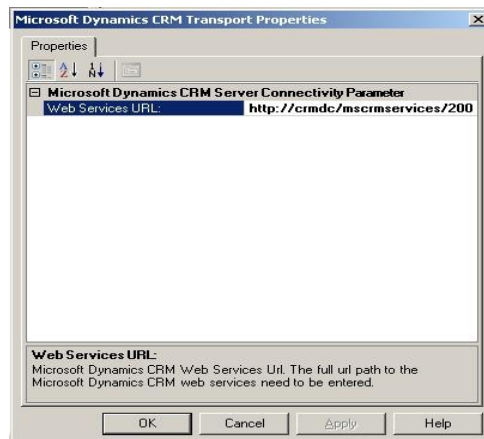 Microsoft Dynamics CRM Transport Properties
Properties
Microsoft Dynamics CRM Server Connectivity Parameter
Web Services URL: http://crmdc/mscrmservices/200
Web Services URL:
Microsoft Dynamics CRM Web Services Url. The full url path to the
Microsoft Dynamics CRM web services need to be entered.
OK Cancel Apply Help